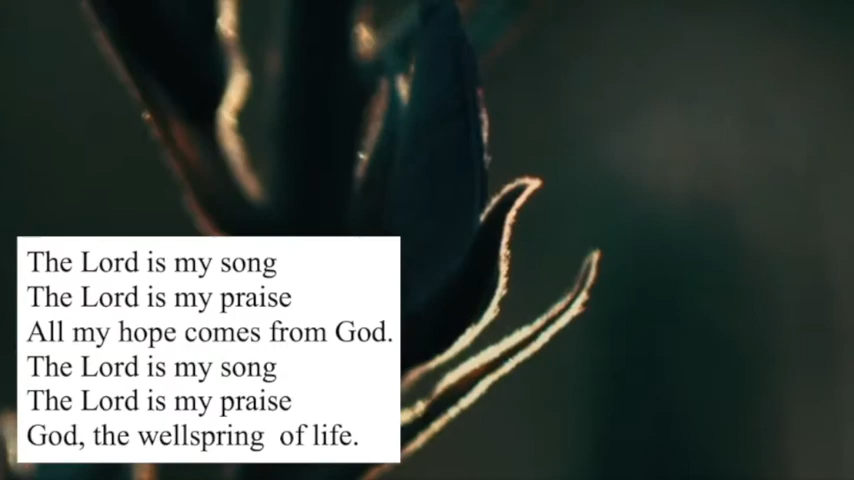 The Lord is my song
The Lord is my praise
All my hope comes from God.
The Lord is my song
The Lord is my praise
God, the wellspring of life.